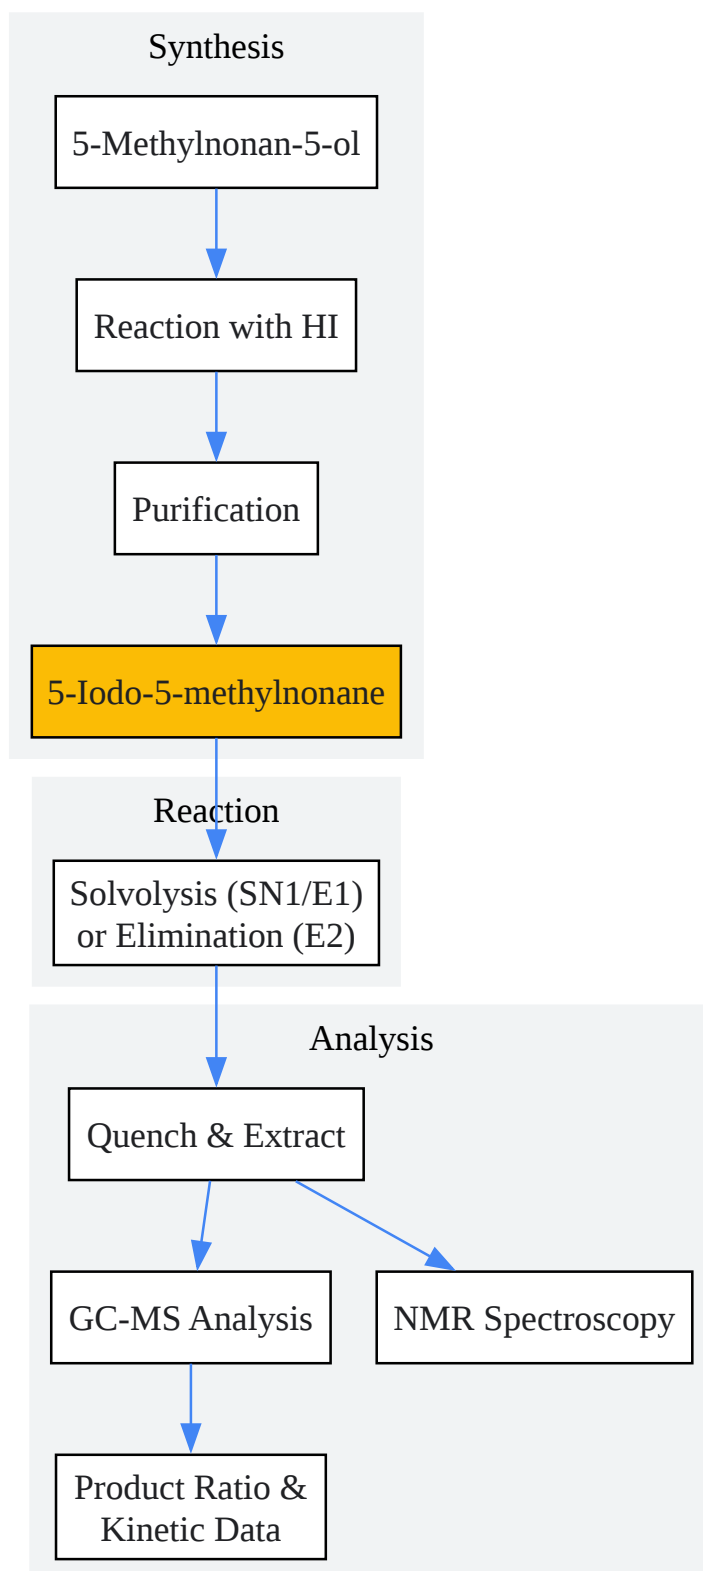 Synthesis
5-Methylnonan-5-ol
Reaction with HI
Purification
5-Iodo-5-methylnonane
Reaction
Solvolysis (SN1/E1)
or Elimination (E2)
Analysis
Quench & Extract
GC-MS Analysis
NMR Spectroscopy
Product Ratio &
Kinetic Data